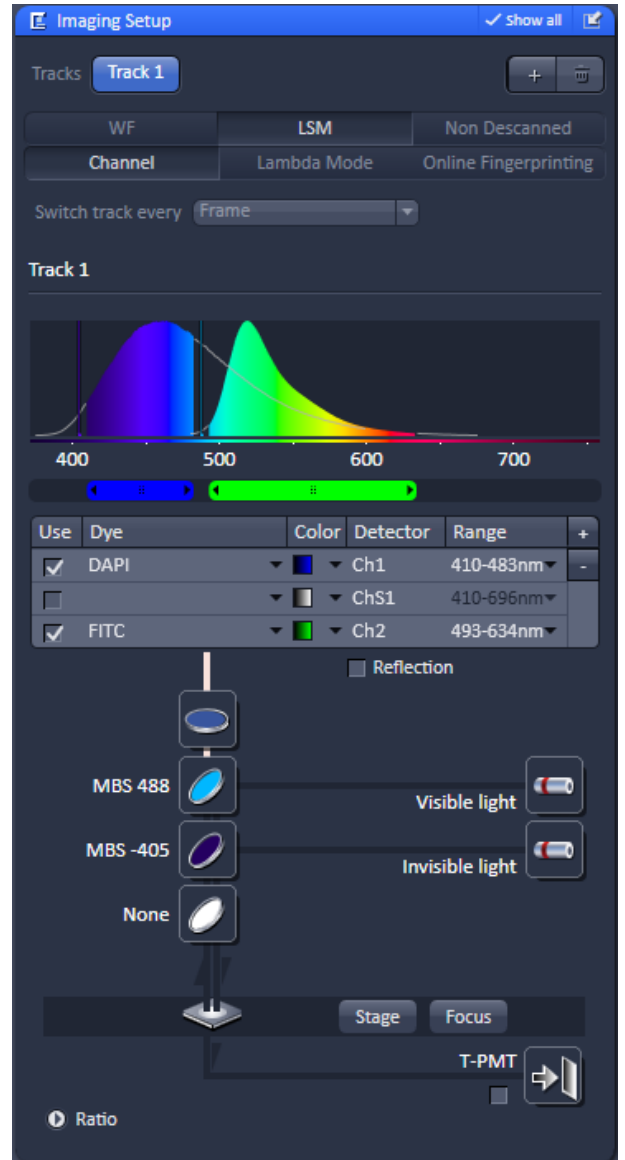 Imaging Setup ✓ Show all
Tracks Track 1 +
WF LSM Non Descanned
Channel Lambda Mode Online Fingerprinting
Switch track every Frame
Track 1
400 500 600 700
Use Dye Color Detector Range +
DAPI Ch1 410-483nm -
ChS1 410-696nm
FITC Ch2 493-634nm
Reflection
MBS 488
Visible light
MBS -405
Invisible light
None
Stage Focus
T-PMT
Ratio